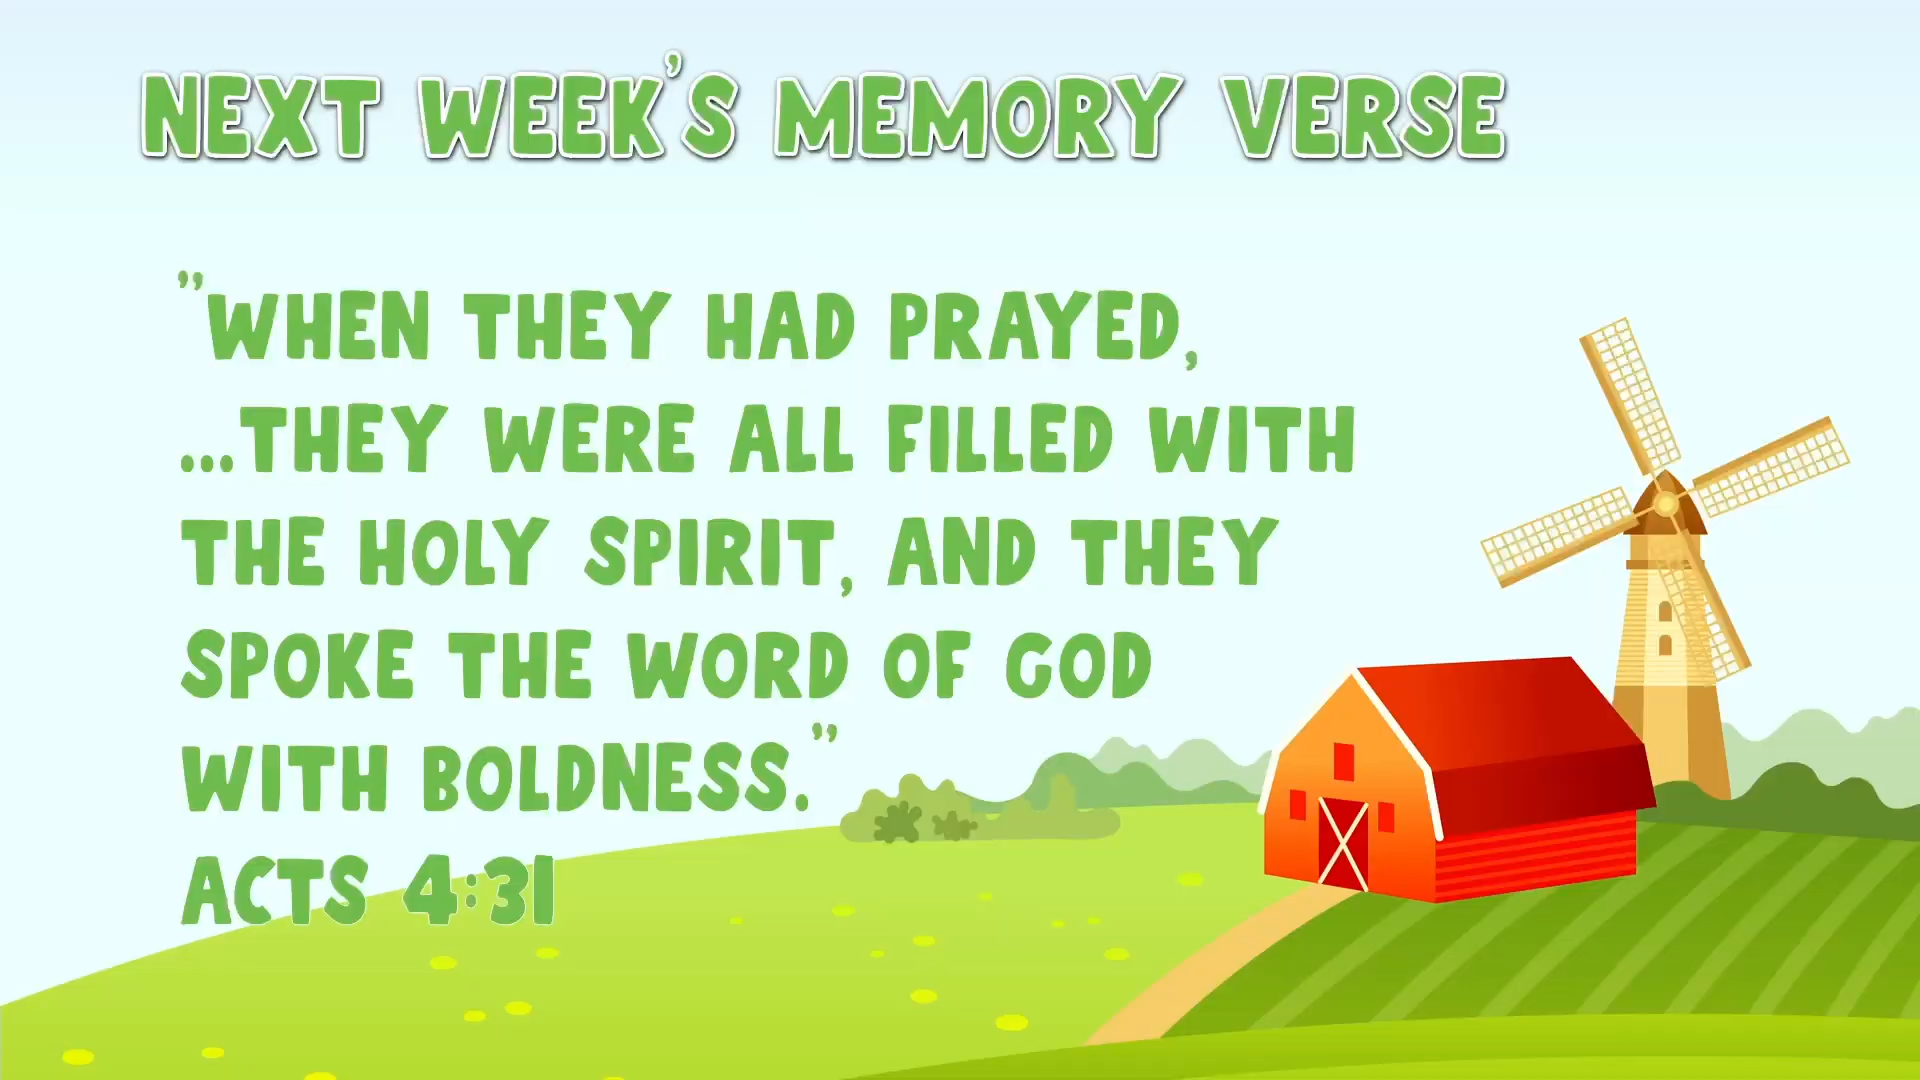 NEXT WEEK'S MEMORY VERSE
"WHEN THEY HAD PRAYED,
...THEY WERE ALL FILLED WITH
THE HOLY SPIRIT, AND THEY
SPOKE THE WORD OF GOD
WITH BOLDNESS."
ACTS 4:31